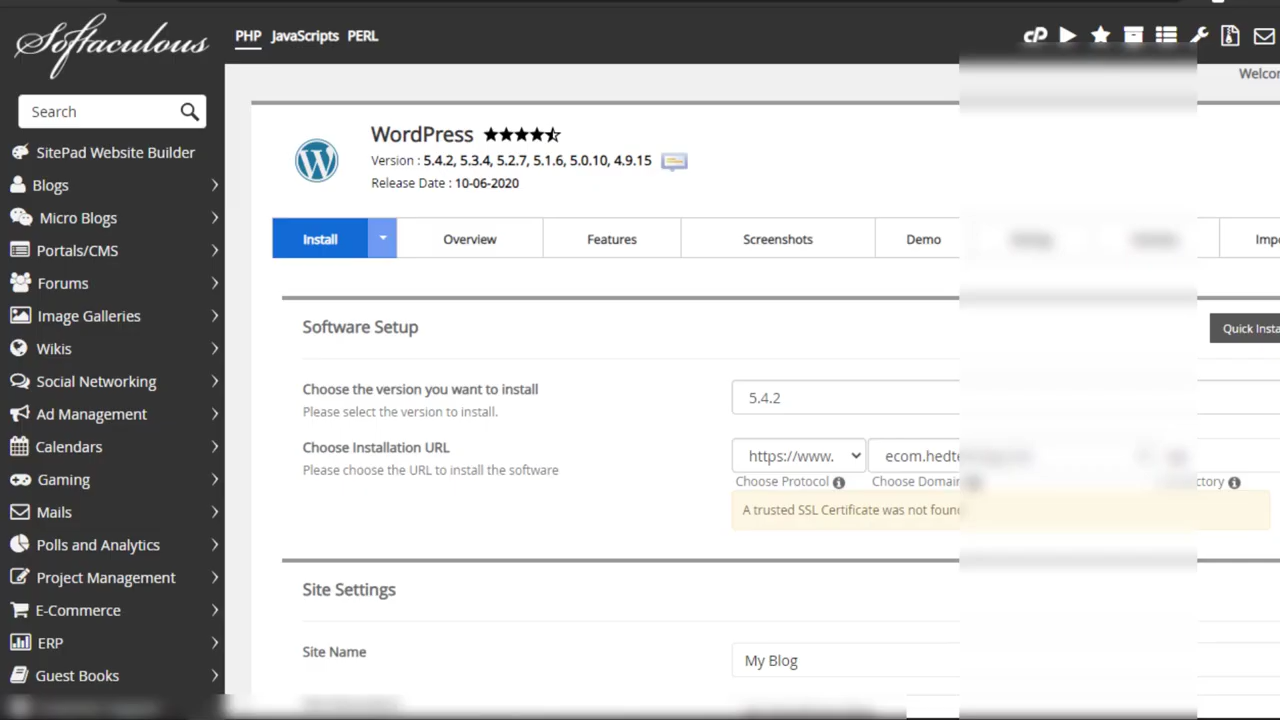 Softaculous
PHP JavaScripts PERL
cP
Search
SitePad Website Builder
Blogs
Micro Blogs
Portals/CMS
Forums
Image Galleries
Wikis
Social Networking
Ad Management
Calendars
Gaming
Mails
Polls and Analytics
Project Management
E-Commerce
ERP
Guest Books
Welcom
WordPress
Version : 5.4.2, 5.3.4, 5.2.7, 5.1.6, 5.0.10, 4.9.15
Release Date : 10-06-2020
Install Overview Features Screenshots Demo Impo
Software Setup
Quick Insta
Choose the version you want to install
Please select the version to install.
5.4.2
Choose Installation URL
Please choose the URL to install the software
https://www. ecom.hedte
Choose Protocol Choose Domain ctory
A trusted SSL Certificate was not found
Site Settings
Site Name
My Blog